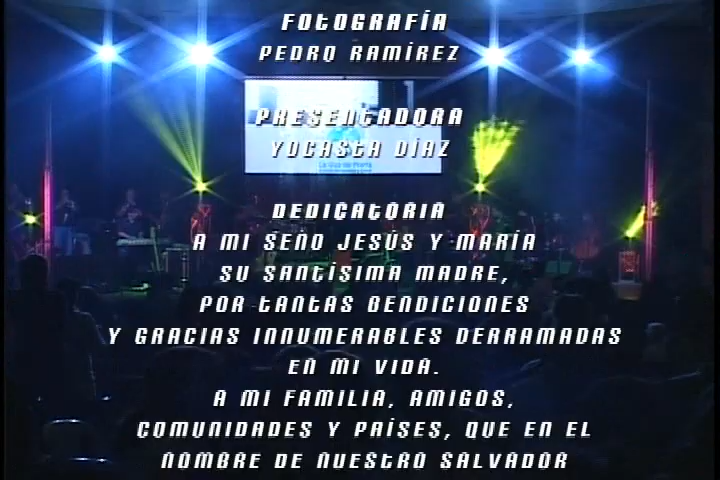 FOTOGRAFÍA
PEDRO RAMÍREZ
PRESENTADORA
YOCASTA DÍAZ
DEDICATORIA
A MI SEÑO JESÚS Y MARÍA
SU SANTÍSIMA MADRE,
POR TANTAS BENDICIONES
Y GRACIAS INNUMERABLES DERRAMADAS
EN MI VIDA.
A MI FAMILIA, AMIGOS,
COMUNIDADES Y PAÍSES, QUE EN EL
NOMBRE DE NUESTRO SALVADOR